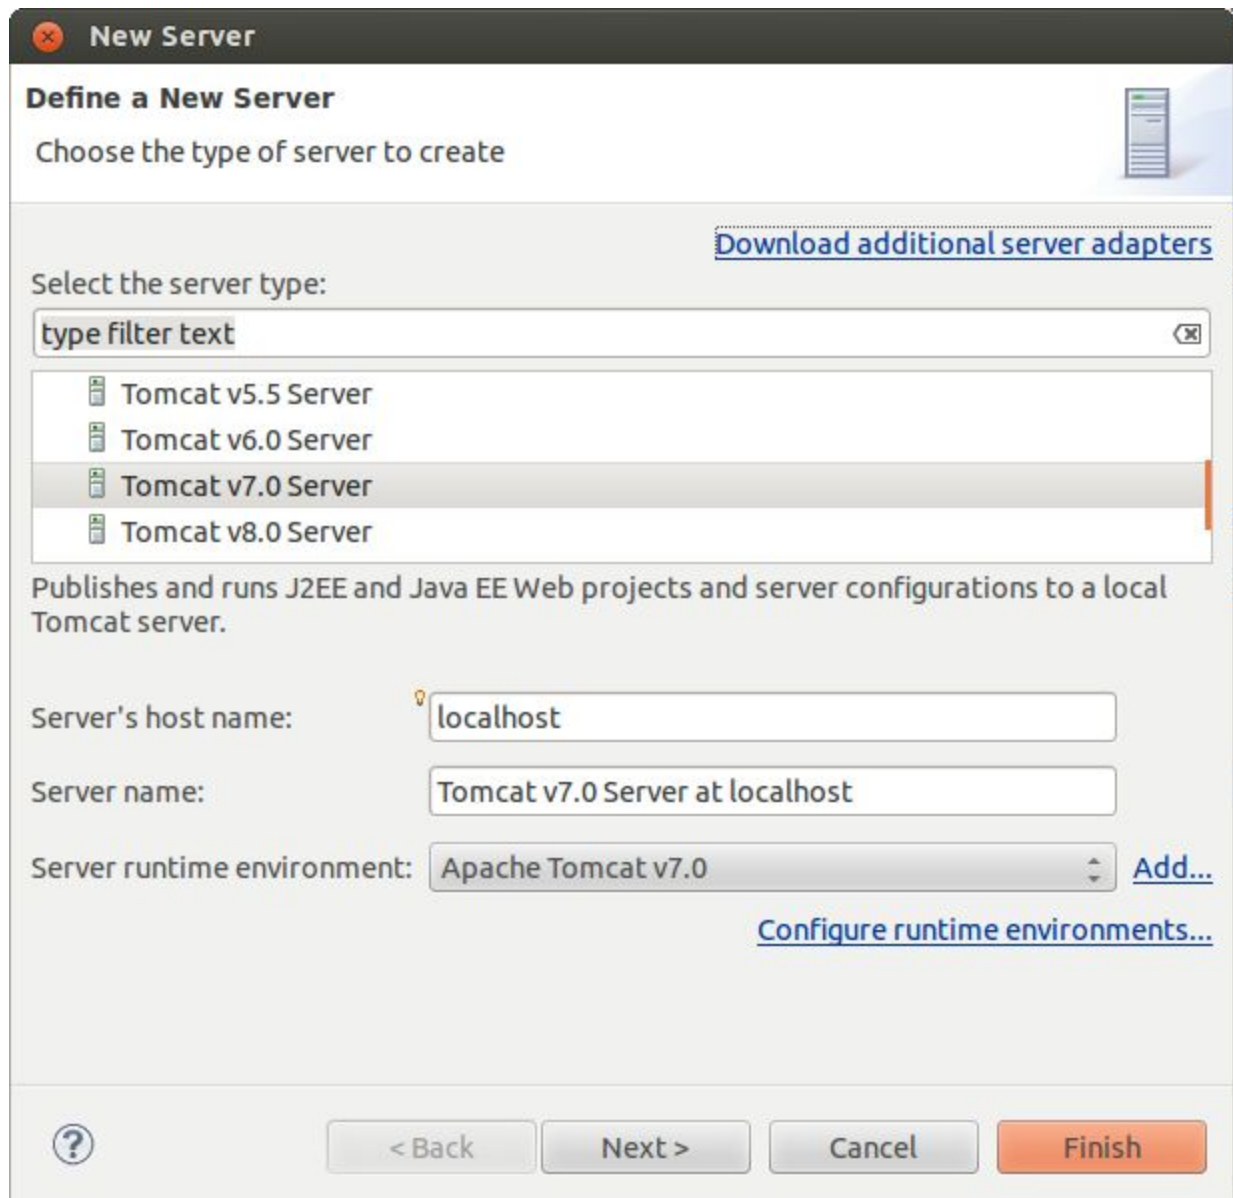 New Server
Define a New Server
Choose the type of server to create
Download additional server adapters
Select the server type:
type filter text
Tomcat v5.5 Server
Tomcat v6.0 Server
Tomcat v7.0 Server
Tomcat v8.0 Server
Publishes and runs J2EE and Java EE Web projects and server configurations to a local
Tomcat server.
Server's host name: localhost
Server name: Tomcat v7.0 Server at localhost
Server runtime environment: Apache Tomcat v7.0 Add...
Configure runtime environments...
? < Back Next > Cancel Finish